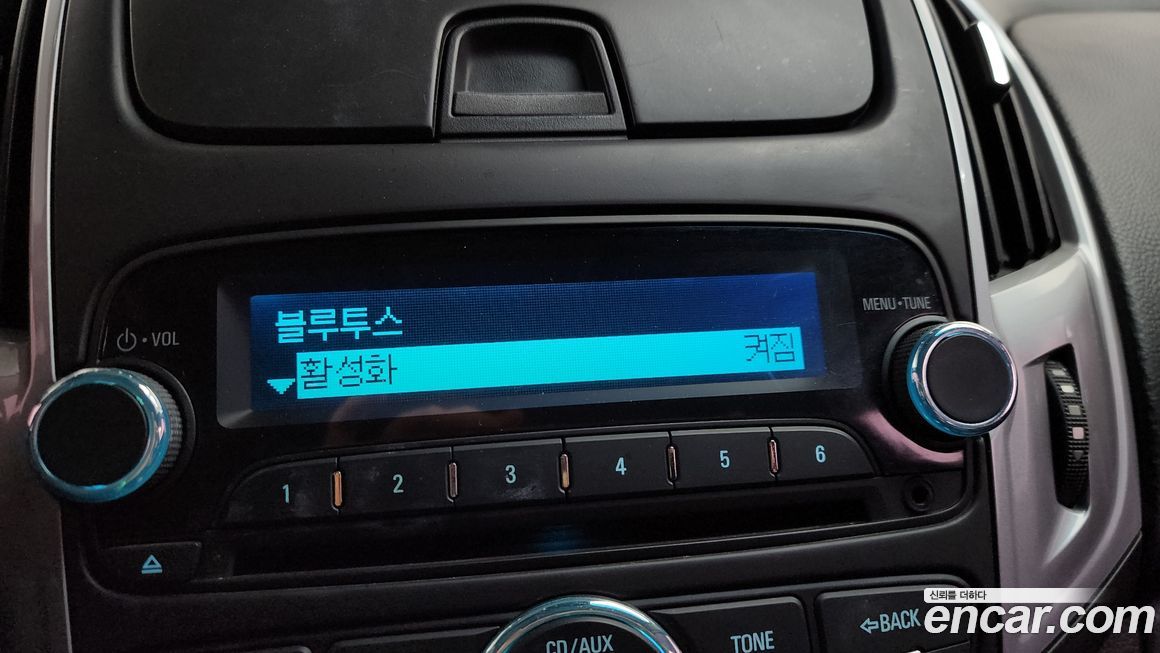 블루투스
활성화 켜짐
VOL
MENU•TUNE
1 2 3 4 5 6
CD/AUX
TONE
BACK
신뢰를 더하다
encar.com